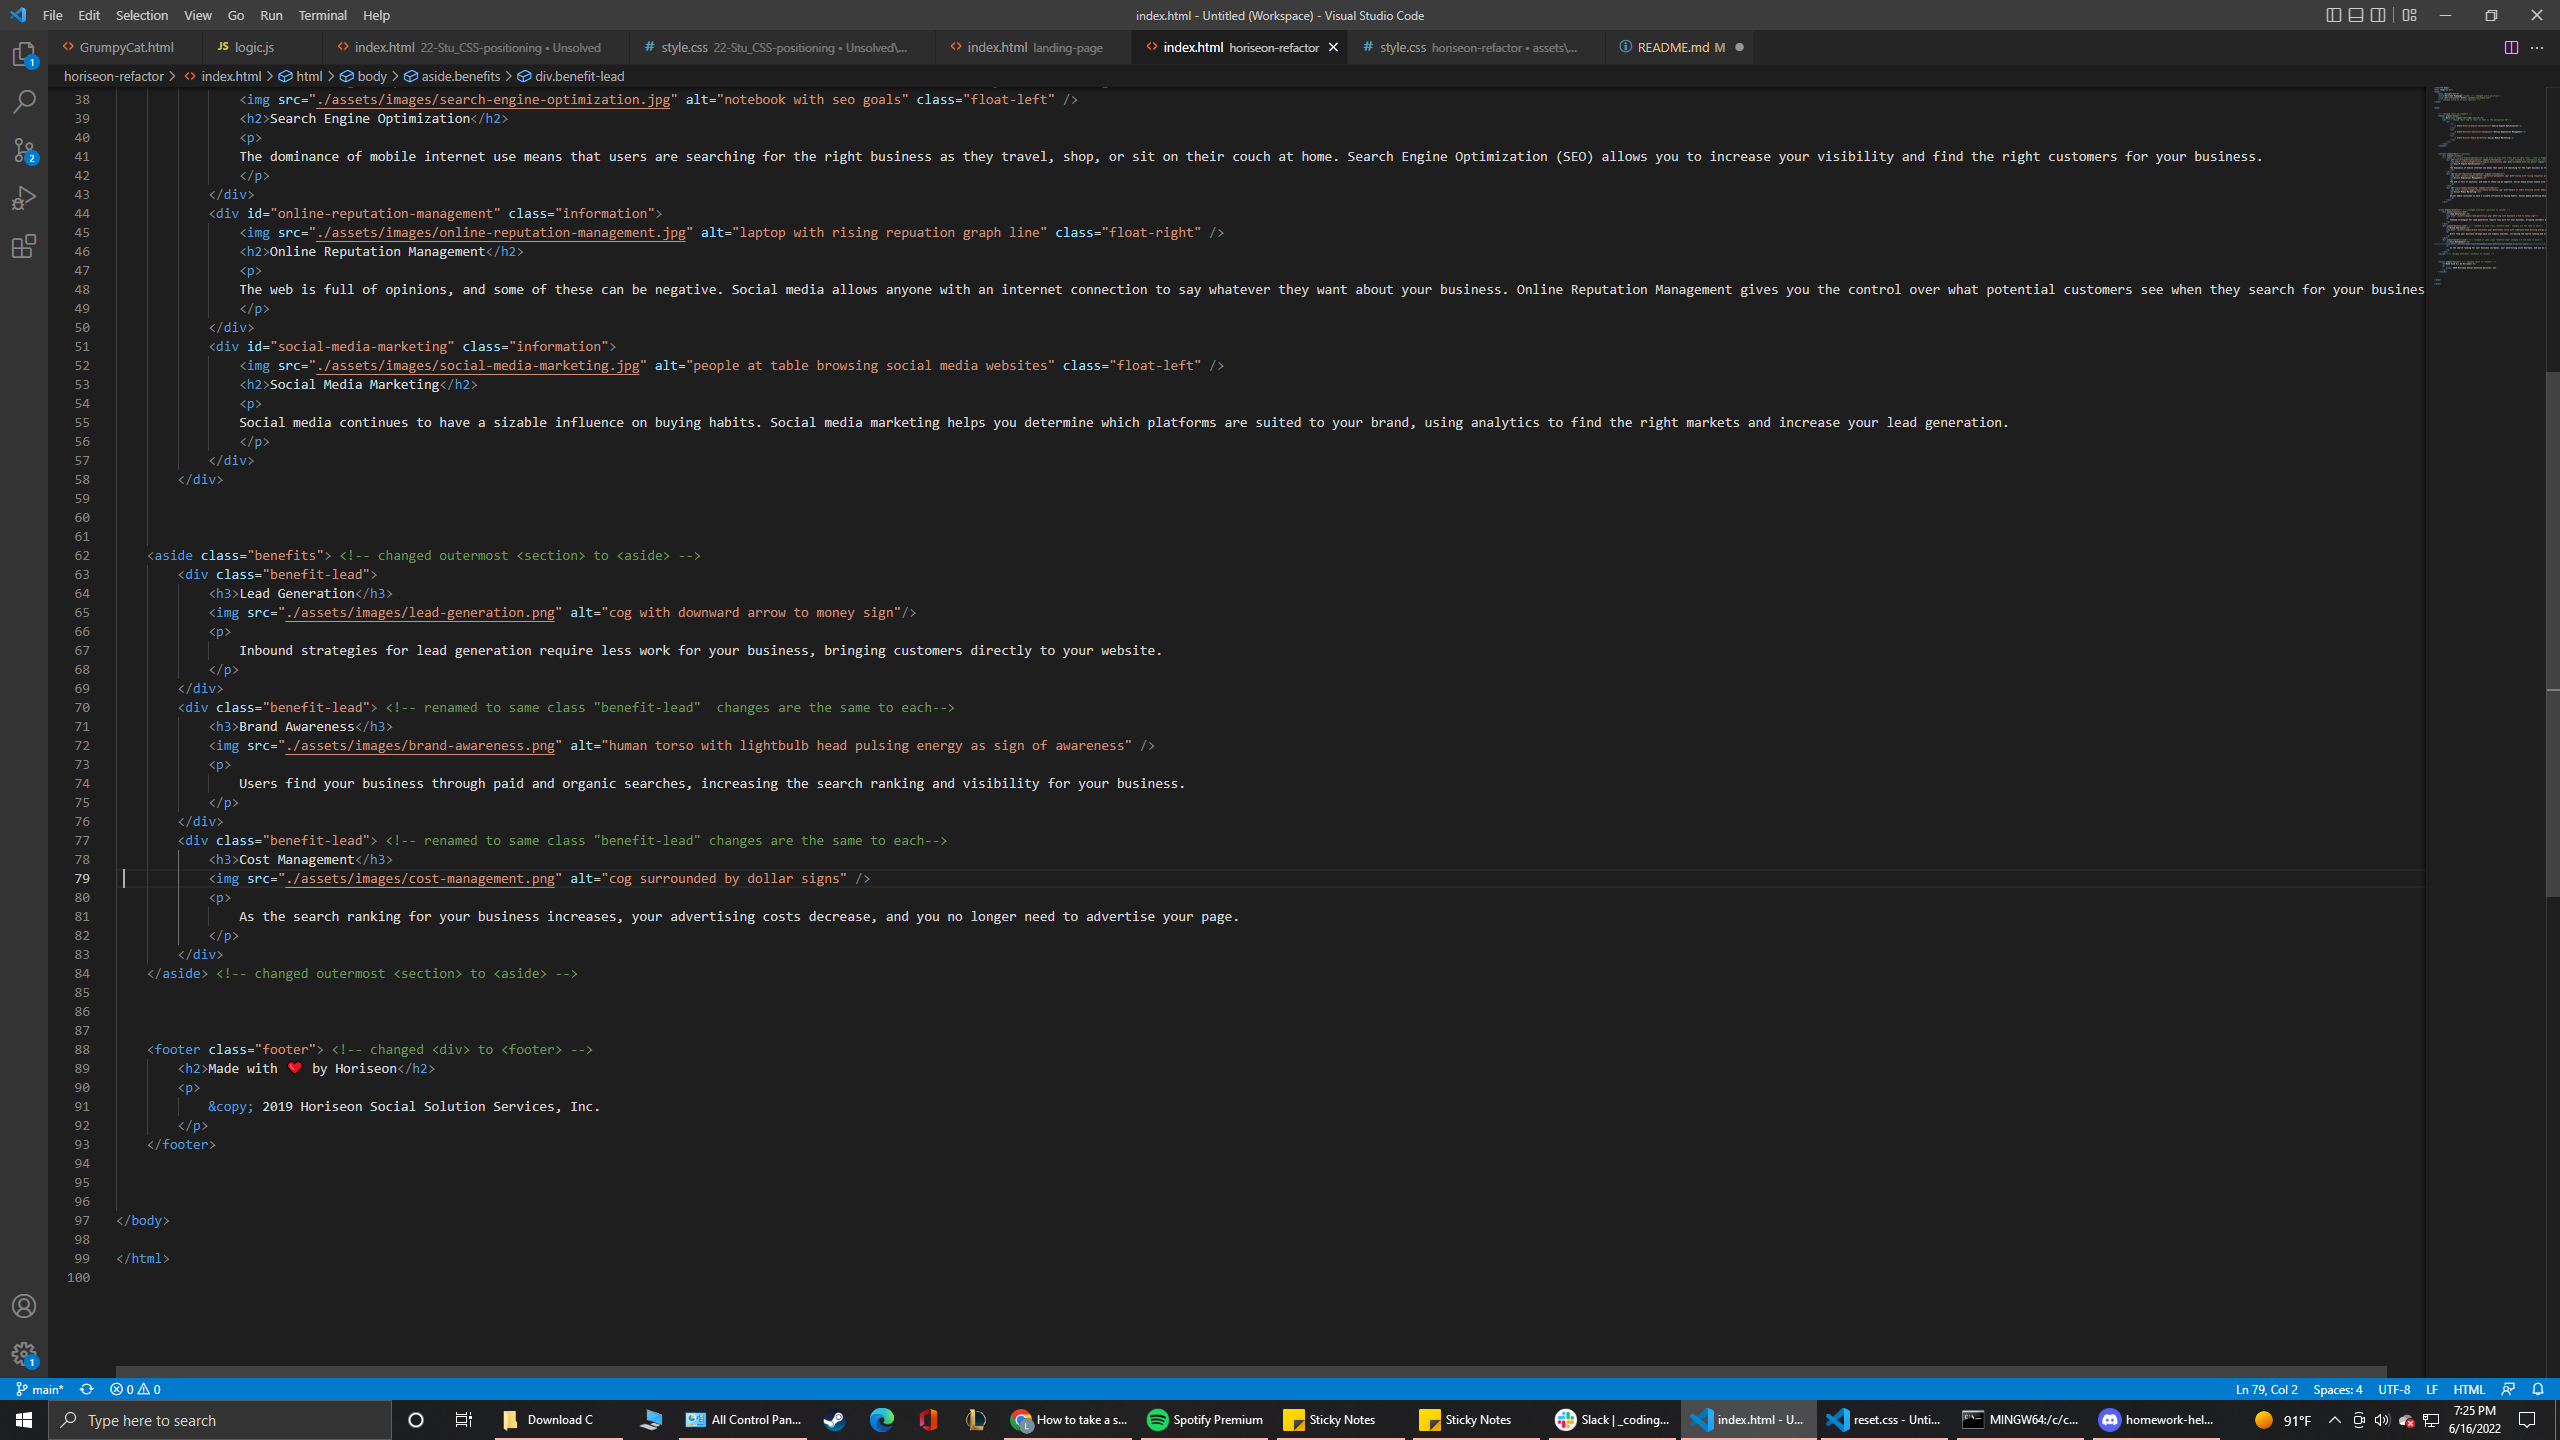 File Edit Selection View Go Run Terminal Help
index.html - Untitled (Workspace) - Visual Studio Code
GrumpyCat.html
logic.js
index.html 22-Stu_CSS-positioning • Unsolved
style.css 22-Stu_CSS-positioning • Unsolved\...
index.html landing-page
index.html horiseon-refactor
style.css horiseon-refactor • assets\...
README.md M
horiseon-refactor > index.html > html > body > aside.benefits > div.benefit-lead
38 <img src="./assets/images/search-engine-optimization.jpg" alt="notebook with seo goals" class="float-left" />
39 <h2>Search Engine Optimization</h2>
40 <p>
41 The dominance of mobile internet use means that users are searching for the right business as they travel, shop, or sit on their couch at home. Search Engine Optimization (SEO) allows you to increase your visibility and find the right customers for your business.
42 </p>
43 </div>
44 <div id="online-reputation-management" class="information">
45 <img src="./assets/images/online-reputation-management.jpg" alt="laptop with rising repuation graph line" class="float-right" />
46 <h2>Online Reputation Management</h2>
47 <p>
48 The web is full of opinions, and some of these can be negative. Social media allows anyone with an internet connection to say whatever they want about your business. Online Reputation Management gives you the control over what potential customers see when they search for your busines
49 </p>
50 </div>
51 <div id="social-media-marketing" class="information">
52 <img src="./assets/images/social-media-marketing.jpg" alt="people at table browsing social media websites" class="float-left" />
53 <h2>Social Media Marketing</h2>
54 <p>
55 Social media continues to have a sizable influence on buying habits. Social media marketing helps you determine which platforms are suited to your brand, using analytics to find the right markets and increase your lead generation.
56 </p>
57 </div>
58 </div>
59
60
61
62 <aside class="benefits"> <!-- changed outermost <section> to <aside> -->
63 <div class="benefit-lead">
64 <h3>Lead Generation</h3>
65 <img src="./assets/images/lead-generation.png" alt="cog with downward arrow to money sign"/>
66 <p>
67 Inbound strategies for lead generation require less work for your business, bringing customers directly to your website.
68 </p>
69 </div>
70 <div class="benefit-lead"> <!-- renamed to same class "benefit-lead"  changes are the same to each-->
71 <h3>Brand Awareness</h3>
72 <img src="./assets/images/brand-awareness.png" alt="human torso with lightbulb head pulsing energy as sign of awareness" />
73 <p>
74 Users find your business through paid and organic searches, increasing the search ranking and visibility for your business.
75 </p>
76 </div>
77 <div class="benefit-lead"> <!-- renamed to same class "benefit-lead" changes are the same to each-->
78 <h3>Cost Management</h3>
79 <img src="./assets/images/cost-management.png" alt="cog surrounded by dollar signs" />
80 <p>
81 As the search ranking for your business increases, your advertising costs decrease, and you no longer need to advertise your page.
82 </p>
83 </div>
84 </aside> <!-- changed outermost <section> to <aside> -->
85
86
87
88 <footer class="footer"> <!-- changed <div> to <footer> -->
89 <h2>Made with ❤️ by Horiseon</h2>
90 <p>
91 &copy; 2019 Horiseon Social Solution Services, Inc.
92 </p>
93 </footer>
94
95
96
97 </body>
98
99 </html>
100
main* 0 0
Ln 79, Col 2 Spaces: 4 UTF-8 LF HTML
Type here to search
Download C
All Control Pan...
How to take a s...
Spotify Premium
Sticky Notes
Sticky Notes
Slack | _coding...
index.html - U...
reset.css - Unti...
MINGW64:/c/c...
homework-hel...
91°F
7:25 PM
6/16/2022